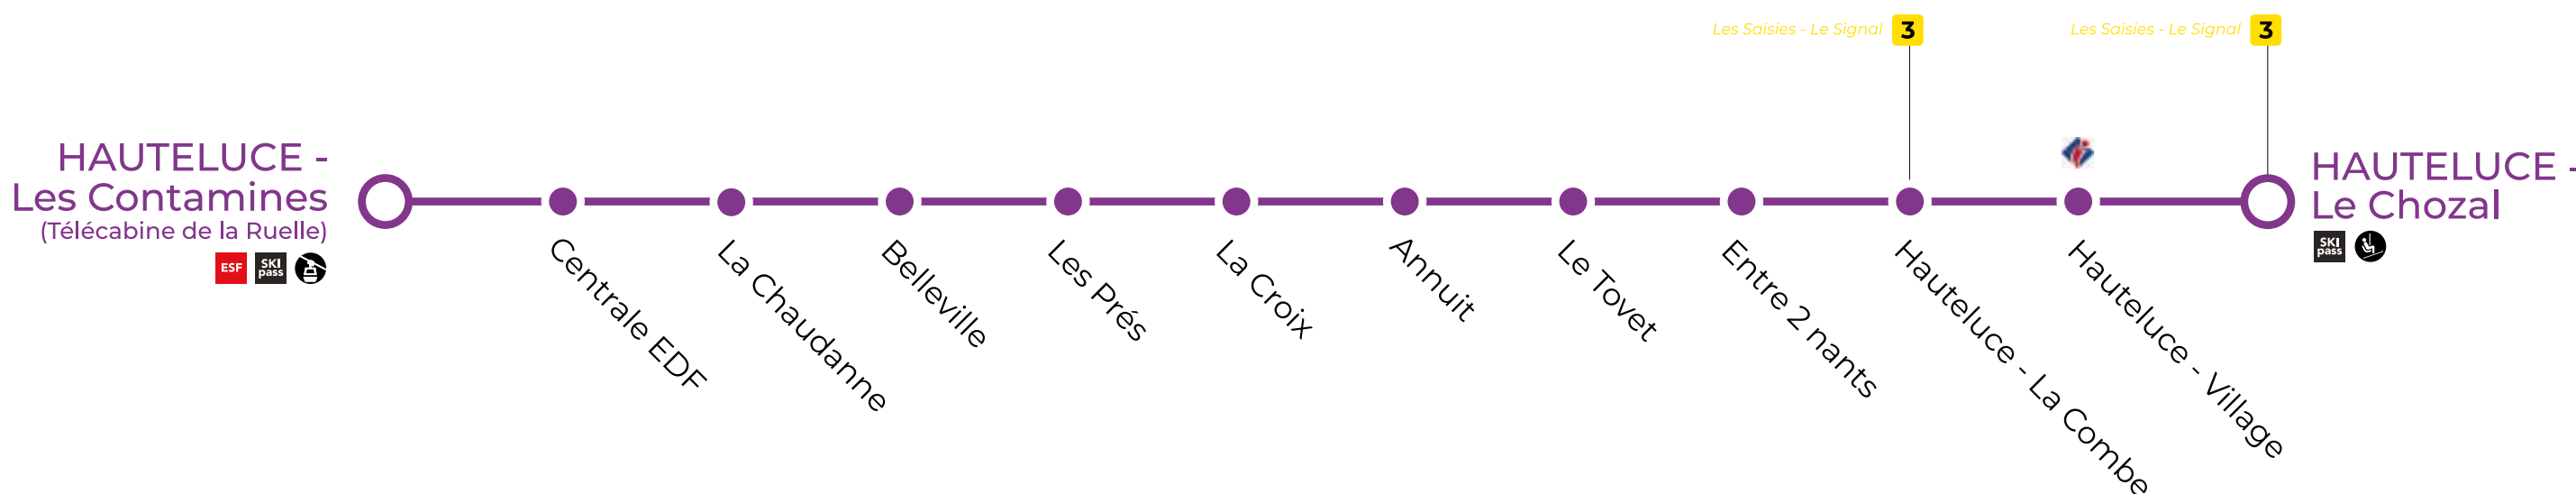 Les Saisies - Le Signal 3
Les Saisies - Le Signal 3
HAUTELUCE -
Les Contamines
(Télécabine de la Ruelle)
ESF SKI pass
Centrale EDF
La Chaudanne
Belleville
Les Prés
La Croix
Annuit
Le Tovet
Entre 2 nants
Hauteluce - La Combe
Hauteluce - Village
HAUTELUCE -
Le Chozal
SKI pass